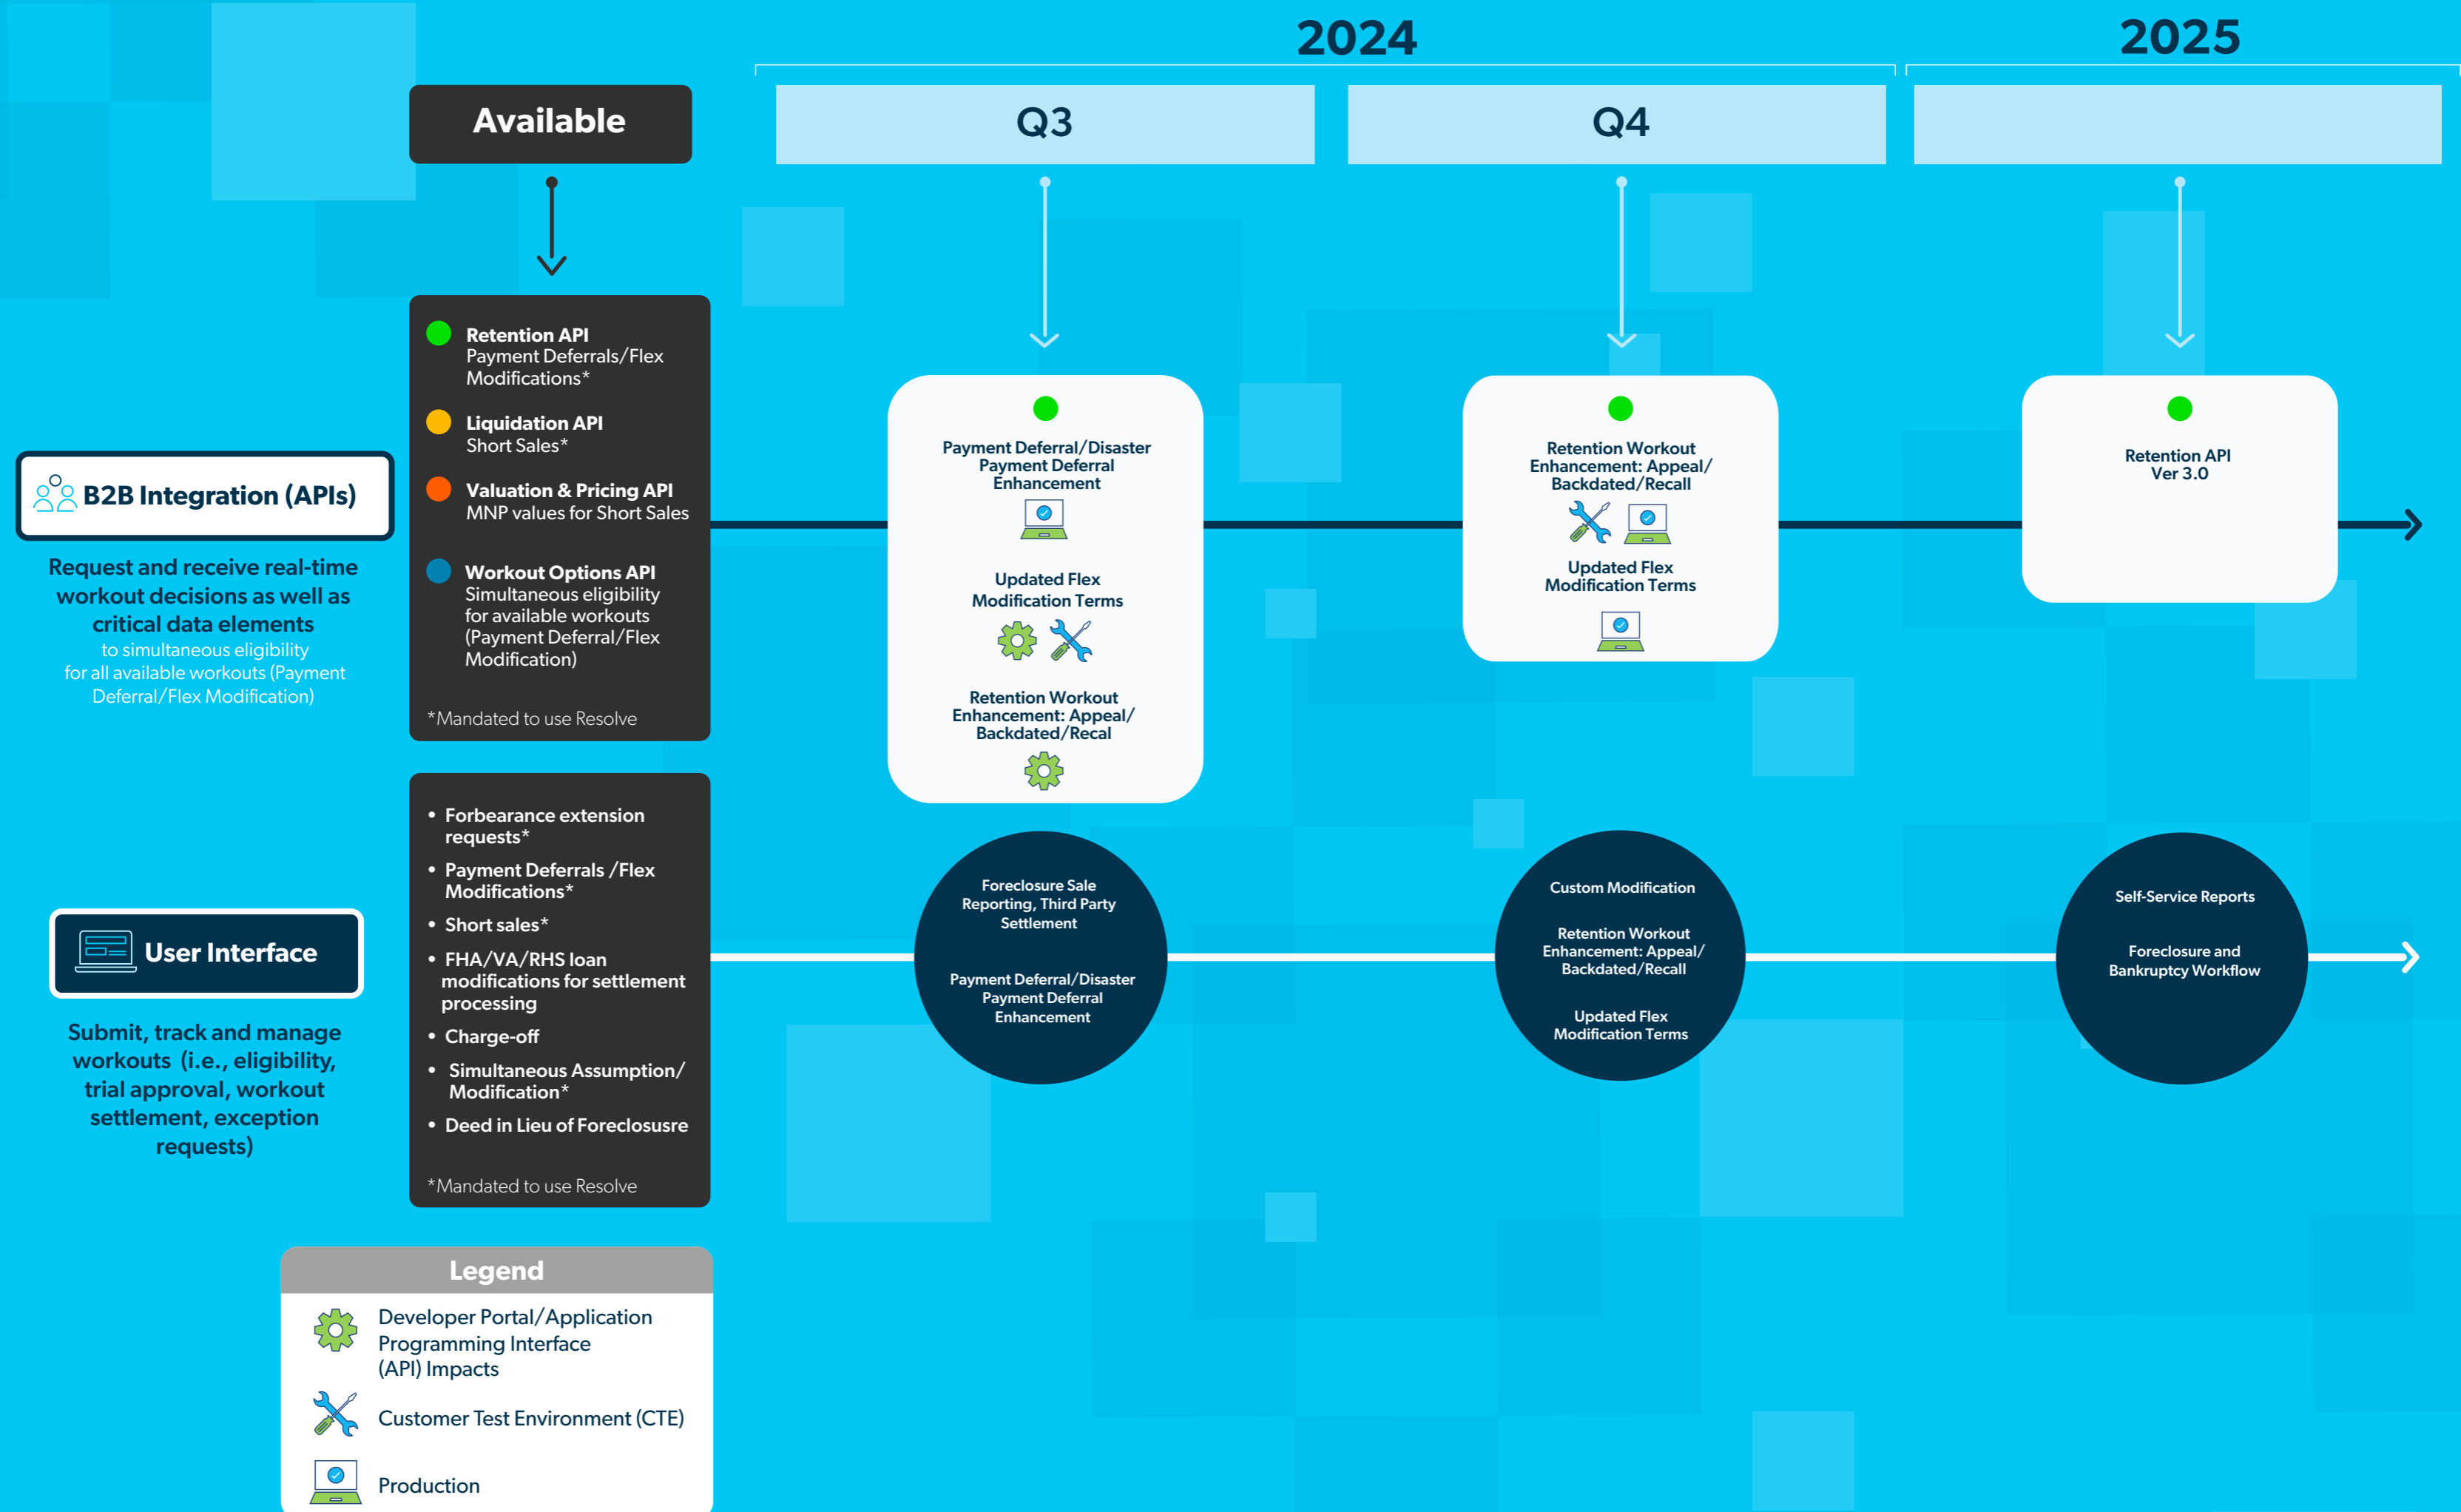 2024
2025
Available
Q3
Q4
Retention API
Payment Deferrals/Flex
Modifications*
Liquidation API
Short Sales*
Valuation & Pricing API
MNP values for Short Sales
Workout Options API
Simultaneous eligibility
for available workouts
(Payment Deferral/Flex
Modification)
*Mandated to use Resolve
B2B Integration (APIs)
Request and receive real-time
workout decisions as well as
critical data elements
to simultaneous eligibility
for all available workouts (Payment
Deferral/Flex Modification)
Payment Deferral/Disaster
Payment Deferral
Enhancement
Updated Flex
Modification Terms
Retention Workout
Enhancement: Appeal/
Backdated/Recal
Retention Workout
Enhancement: Appeal/
Backdated/Recall
Updated Flex
Modification Terms
Retention API
Ver 3.0
• Forbearance extension
requests*
• Payment Deferrals /Flex
Modifications*
• Short sales*
• FHA/VA/RHS loan
modifications for settlement
processing
• Charge-off
• Simultaneous Assumption/
Modification*
• Deed in Lieu of Foreclosusre
*Mandated to use Resolve
User Interface
Submit, track and manage
workouts (i.e., eligibility,
trial approval, workout
settlement, exception
requests)
Foreclosure Sale
Reporting, Third Party
Settlement
Payment Deferral/Disaster
Payment Deferral
Enhancement
Custom Modification
Retention Workout
Enhancement: Appeal/
Backdated/Recall
Updated Flex
Modification Terms
Self-Service Reports
Foreclosure and
Bankruptcy Workflow
Legend
Developer Portal/Application
Programming Interface
(API) Impacts
Customer Test Environment (CTE)
Production